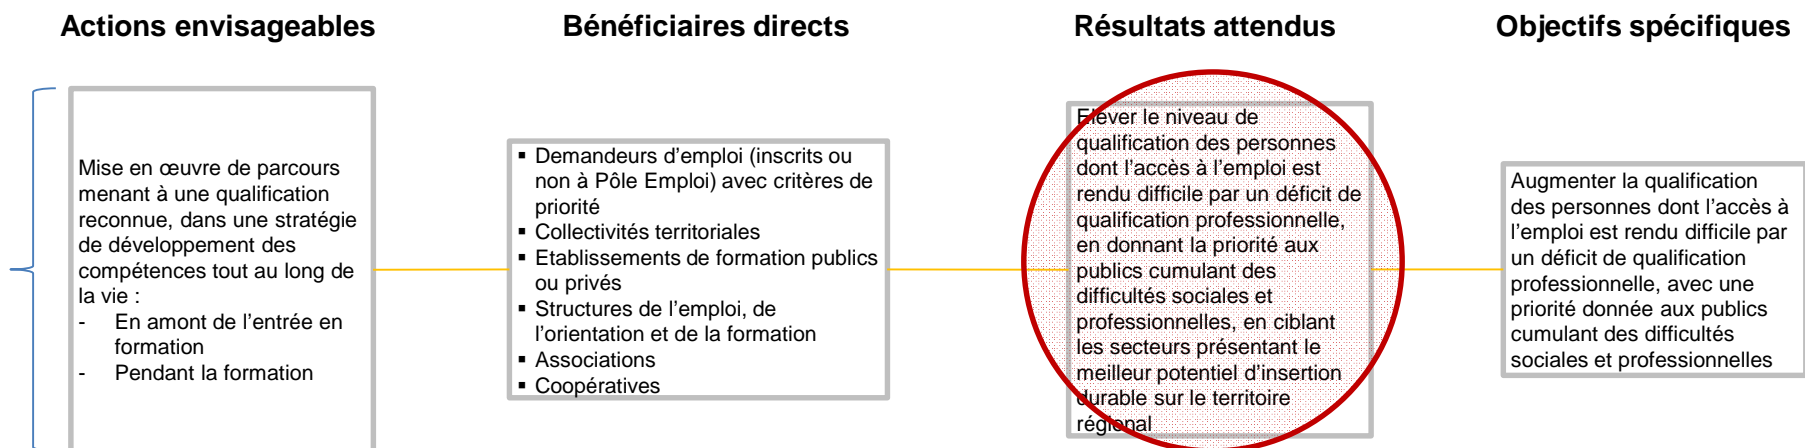 Actions envisageables
Bénéficiaires directs
Résultats attendus
Objectifs spécifiques
Mise en œuvre de parcours
menant à une qualification
reconnue, dans une stratégie
de développement des
compétences tout au long de
la vie :
- En amont de l’entrée en
formation
- Pendant la formation
▪ Demandeurs d’emploi (inscrits ou
non à Pôle Emploi) avec critères de
priorité
▪ Collectivités territoriales
▪ Etablissements de formation publics
ou privés
▪ Structures de l’emploi, de
l’orientation et de la formation
▪ Associations
▪ Coopératives
Elever le niveau de
qualification des personnes
dont l’accès à l’emploi est
rendu difficile par un déficit de
qualification professionnelle,
en donnant la priorité aux
publics cumulant des
difficultés sociales et
professionnelles, en ciblant
les secteurs présentant le
meilleur potentiel d’insertion
durable sur le territoire
régional
Augmenter la qualification
des personnes dont l’accès à
l’emploi est rendu difficile par
un déficit de qualification
professionnelle, avec une
priorité donnée aux publics
cumulant des difficultés
sociales et professionnelles